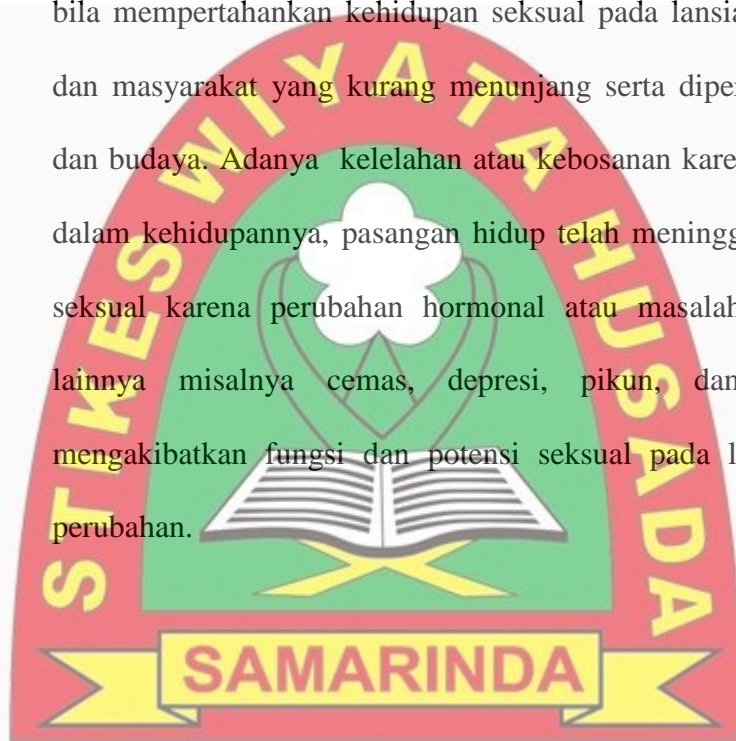 bila mempertahankan kehidupan seksual pada lansia
dan masyarakat yang kurang menunjang serta diper
dan budaya. Adanya kelelahan atau kebosanan kare
dalam kehidupannya, pasangan hidup telah meningg
seksual karena perubahan hormonal atau masalah
lainnya misalnya cemas, depresi, pikun, dan
mengakibatkan fungsi dan potensi seksual pada l
perubahan.
STIKES WIYATA HUSADA
SAMARINDA